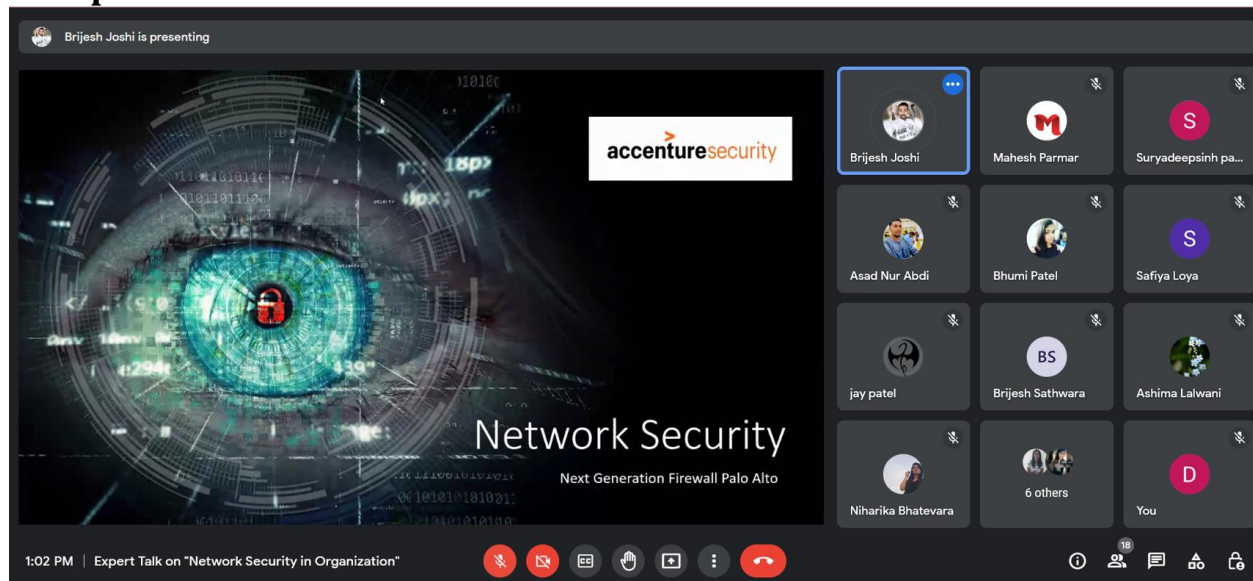 Brijesh Joshi is presenting
accenturesecurity
Network Security
Next Generation Firewall Palo Alto
Brijesh Joshi
Mahesh Parmar
S
Suryadeepsinh pa...
Asad Nur Abdi
Bhumi Patel
S
Safiya Loya
jay patel
BS
Brijesh Sathwara
Ashima Lalwani
Niharika Bhatevara
6 others
D
You
1:02 PM | Expert Talk on "Network Security in Organization"
CC
18